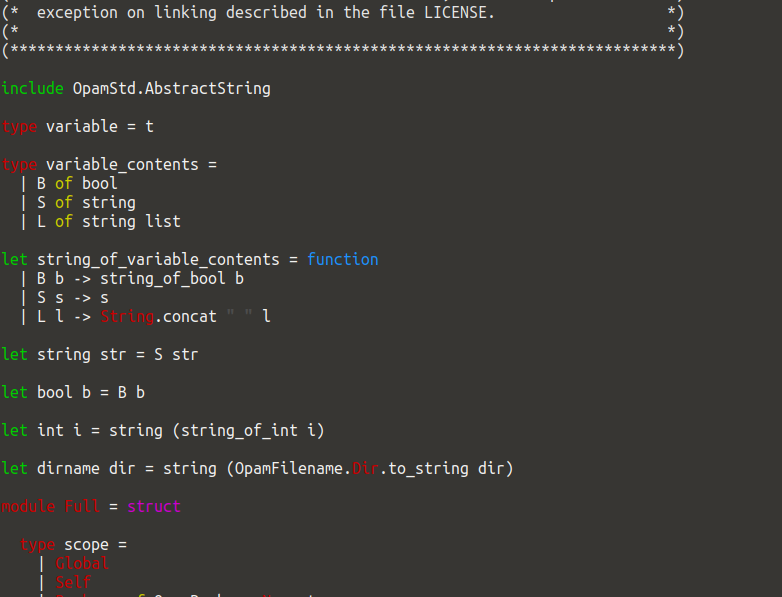 (*  exception on linking described in the file LICENSE.                   *)
(*                                                                        *)
(**************************************************************************)
include OpamStd.AbstractString
type variable = t
type variable_contents =
  | B of bool
  | S of string
  | L of string list
let string_of_variable_contents = function
  | B b -> string_of_bool b
  | S s -> s
  | L l -> String.concat " " l
let string str = S str
let bool b = B b
let int i = string (string_of_int i)
let dirname dir = string (OpamFilename.Dir.to_string dir)
module Full = struct
  type scope =
    | Global
    | Self